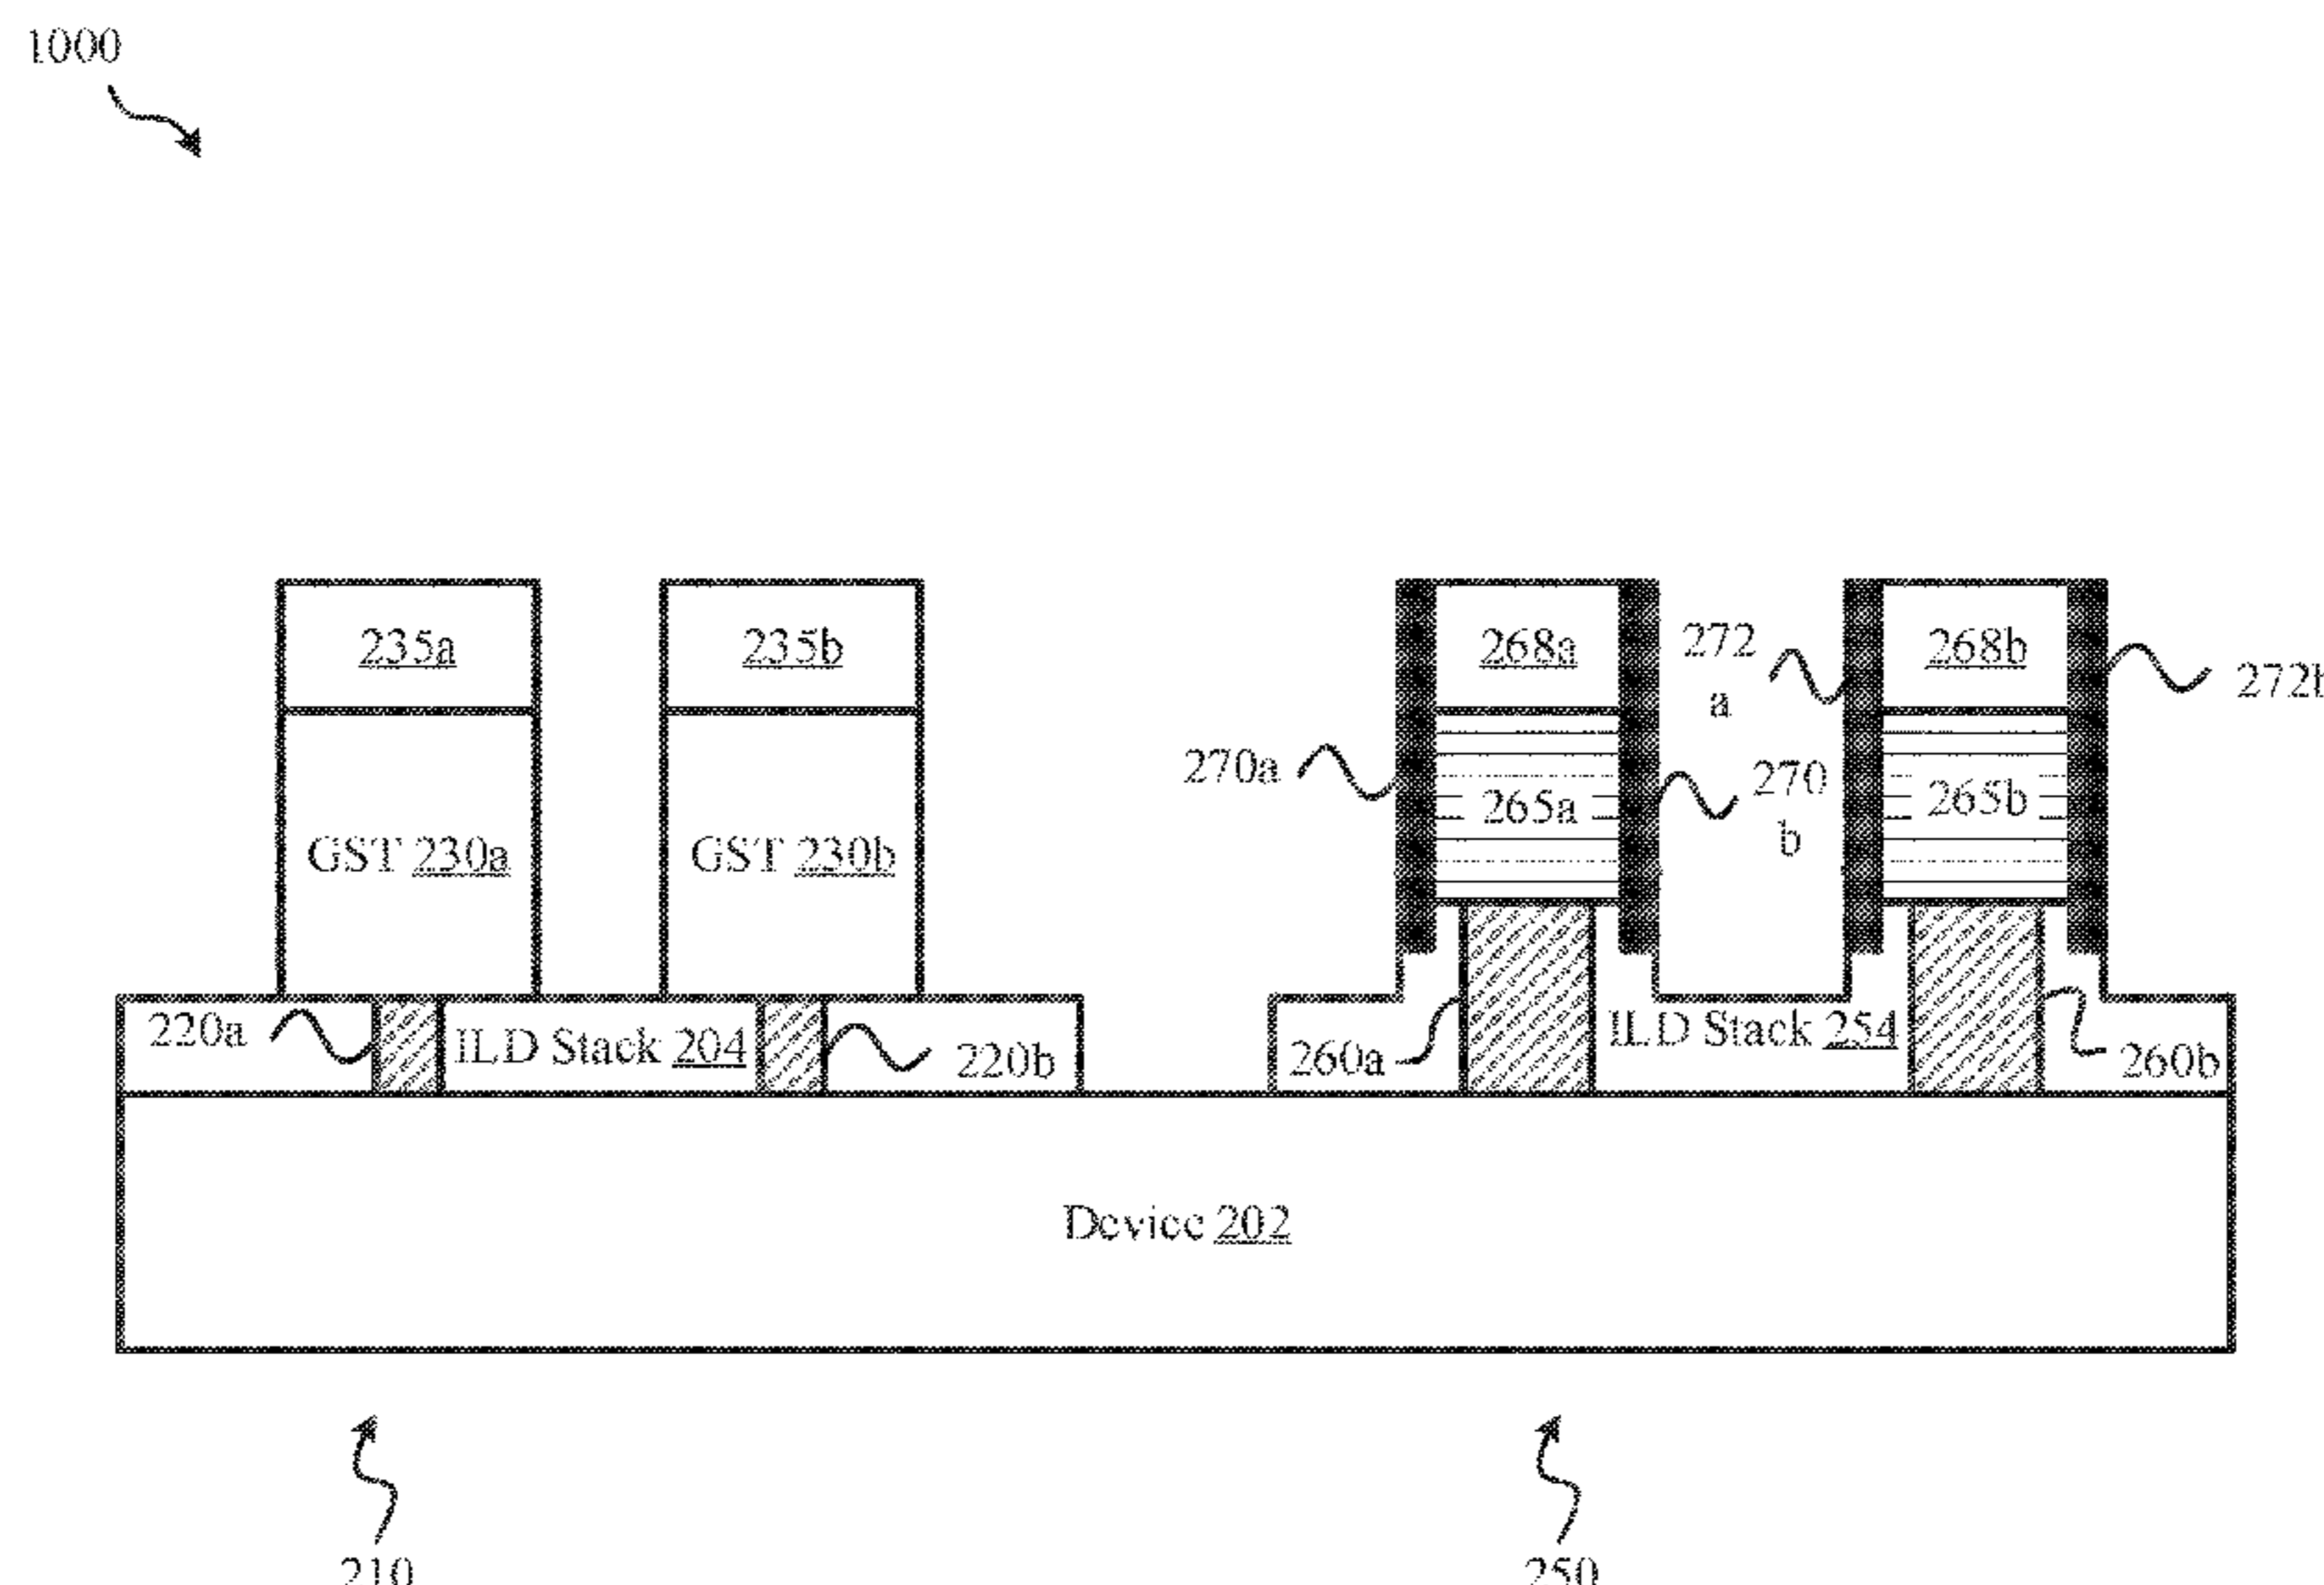 1000
235a
235b
268a
272
a
268b
272b
270a
265a
270
b
265b
GST 230a
GST 230b
220a
ILD Stack 204
220b
260a
ILD Stack 254
260b
Device 202
210
250